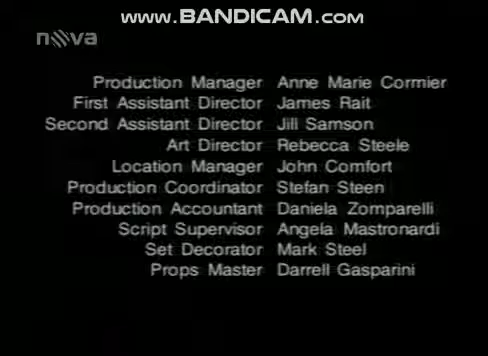 www.BANDICAM.com
nova
Production Manager Anne Marie Cormier
First Assistant Director James Rait
Second Assistant Director Jill Samson
Art Director Rebecca Steele
Location Manager John Comfort
Production Coordinator Stefan Steen
Production Accountant Daniela Zomparelli
Script Supervisor Angela Mastronardi
Set Decorator Mark Steel
Props Master Darrell Gasparini